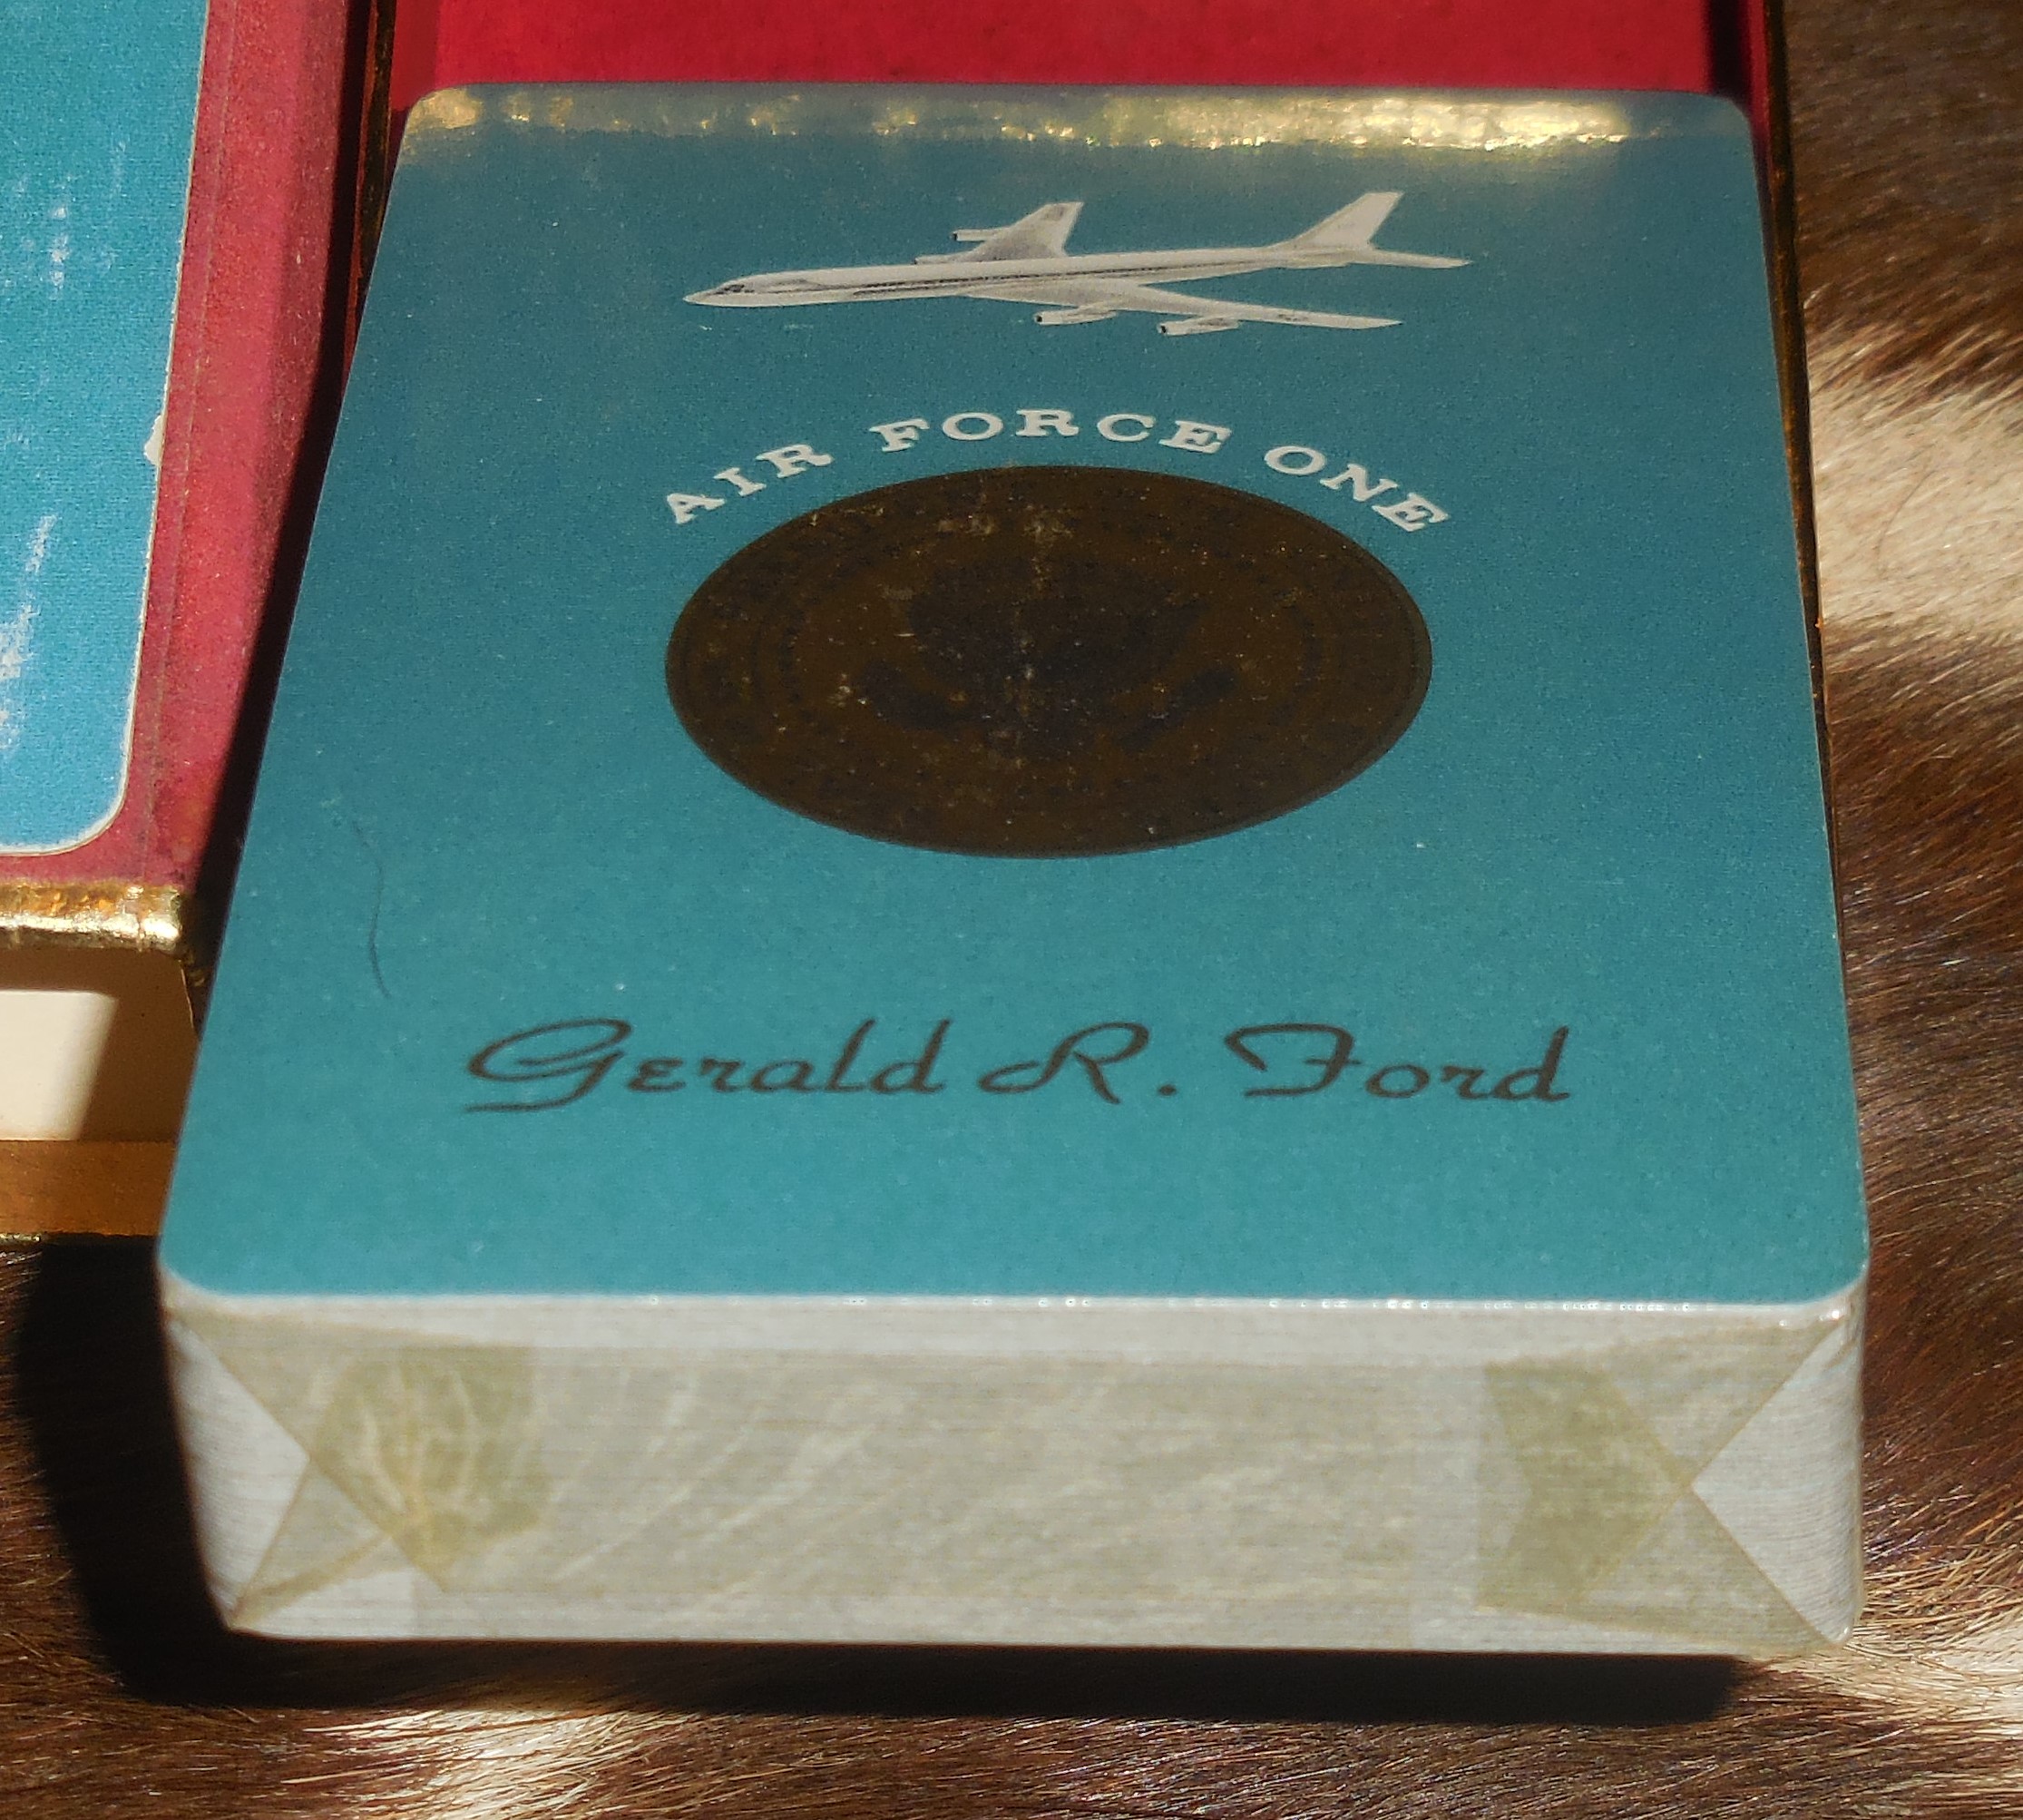 AIR FORCE ONE
Gerald R. Ford